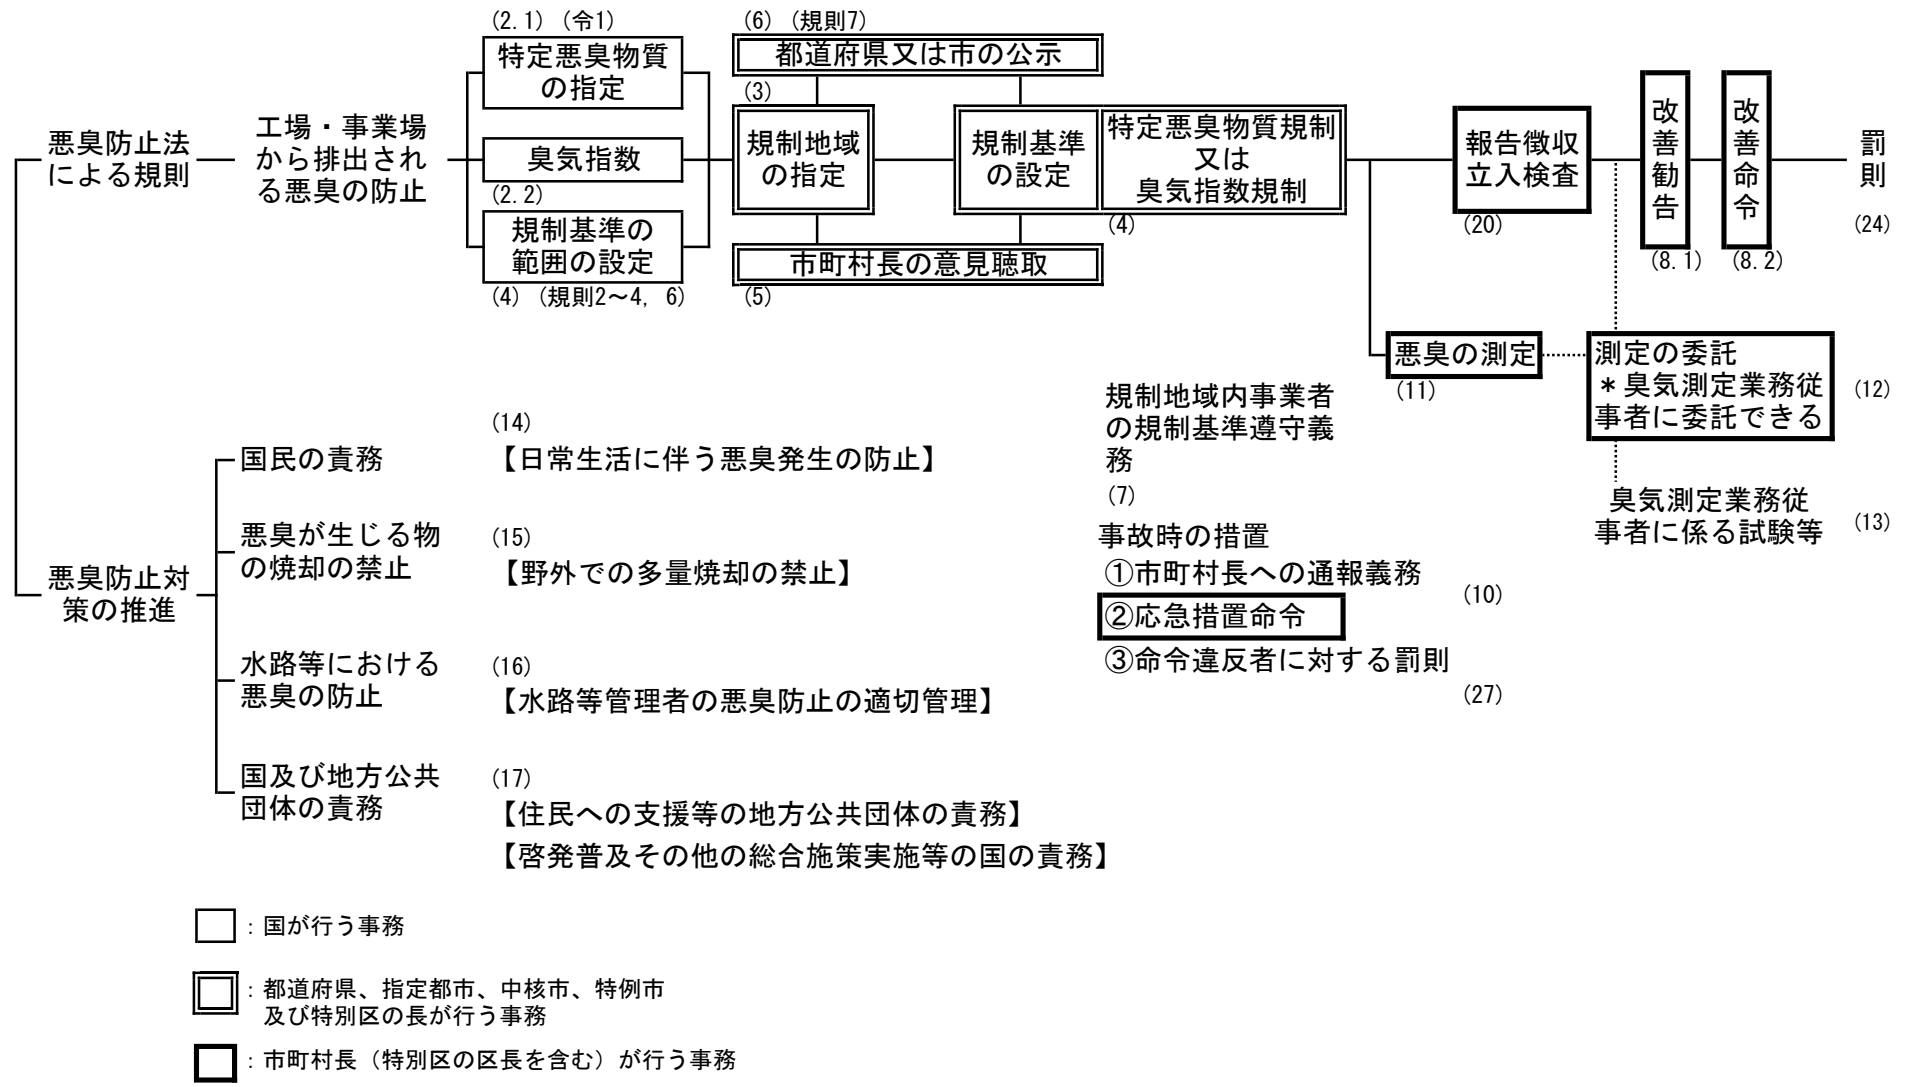 悪臭防止法
による規則
工場・事業場
から排出され
る悪臭の防止
(2.1) (令1)
特定悪臭物質
の指定
臭気指数
(2.2)
規制基準の
範囲の設定
(4) (規則2～4, 6)
(6) (規則7)
都道府県又は市の公示
(3)
規制地域
の指定
規制基準
の設定
特定悪臭物質規制
又は
臭気指数規制
(4)
市町村長の意見聴取
(5)
報告徴収
立入検査
(20)
改善勧告
(8.1)
改善命令
(8.2)
罰則
(24)
悪臭の測定
(11)
測定の委託
＊臭気測定業務従
事者に委託できる
(12)
臭気測定業務従
事者に係る試験等
(13)
規制地域内事業者
の規制基準遵守義
務
(7)
事故時の措置
①市町村長への通報義務
(10)
②応急措置命令
③命令違反者に対する罰則
(27)
悪臭防止対
策の推進
国民の責務
(14)
【日常生活に伴う悪臭発生の防止】
悪臭が生じる物
の焼却の禁止
(15)
【野外での多量焼却の禁止】
水路等における
悪臭の防止
(16)
【水路等管理者の悪臭防止の適切管理】
国及び地方公共
団体の責務
(17)
【住民への支援等の地方公共団体の責務】
【啓発普及その他の総合施策実施等の国の責務】
：国が行う事務
：都道府県、指定都市、中核市、特例市
及び特別区の長が行う事務
：市町村長（特別区の区長を含む）が行う事務